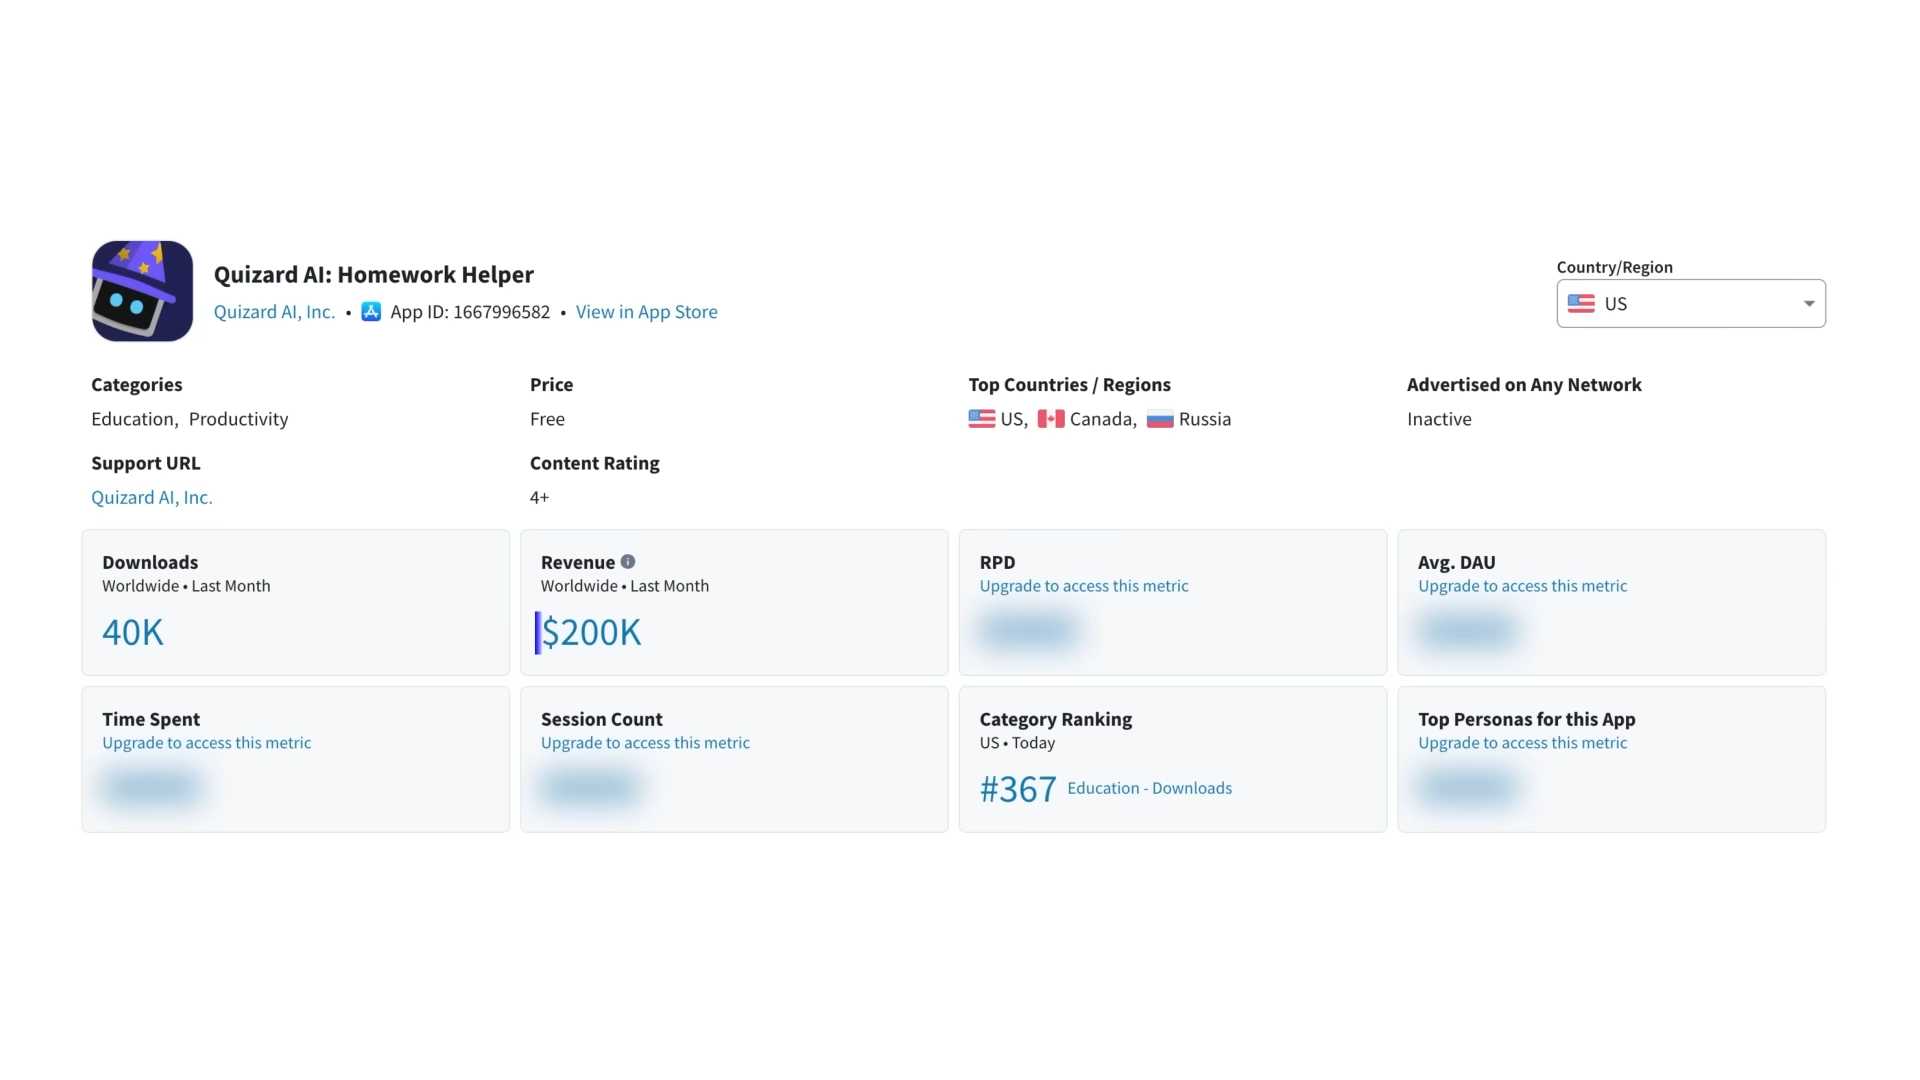 Quizard AI: Homework Helper
Quizard AI, Inc. • App ID: 1667996582 • View in App Store
Country/Region
US
Categories
Education, Productivity
Price
Free
Top Countries / Regions
US, Canada, Russia
Advertised on Any Network
Inactive
Support URL
Quizard AI, Inc.
Content Rating
4+
Downloads
Worldwide • Last Month
40K
Revenue
Worldwide • Last Month
$200K
RPD
Upgrade to access this metric
Avg. DAU
Upgrade to access this metric
Time Spent
Upgrade to access this metric
Session Count
Upgrade to access this metric
Category Ranking
US • Today
#367 Education - Downloads
Top Personas for this App
Upgrade to access this metric